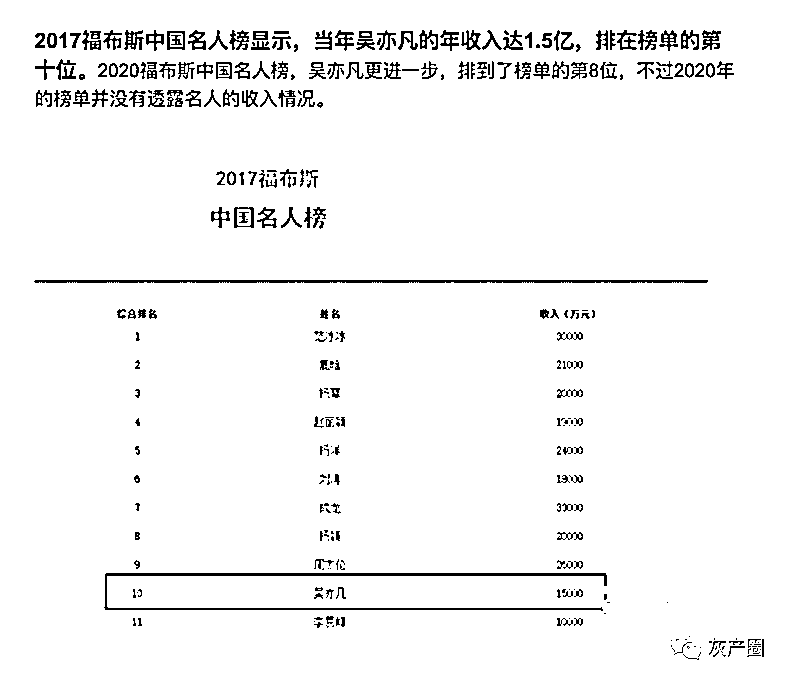 2017福布斯中国名人榜显示，当年吴亦凡的年收入达1.5亿，排在榜单的第
十位。2020福布斯中国名人榜，吴亦凡更进一步，排到了榜单的第8位，不过2020年
的榜单并没有透露名人的收入情况。
2017福布斯
中国名人榜
综合排名 姓名 收入（万元）
1 范冰冰 30000
2 鹿晗 21000
3 杨幂 20000
4 赵丽颖 19000
5 杨洋 24000
6 刘涛 18000
7 成龙 33000
8 杨颖 20000
9 周杰伦 26000
10 吴亦凡 15000
11 李易峰 10000
灰产圈